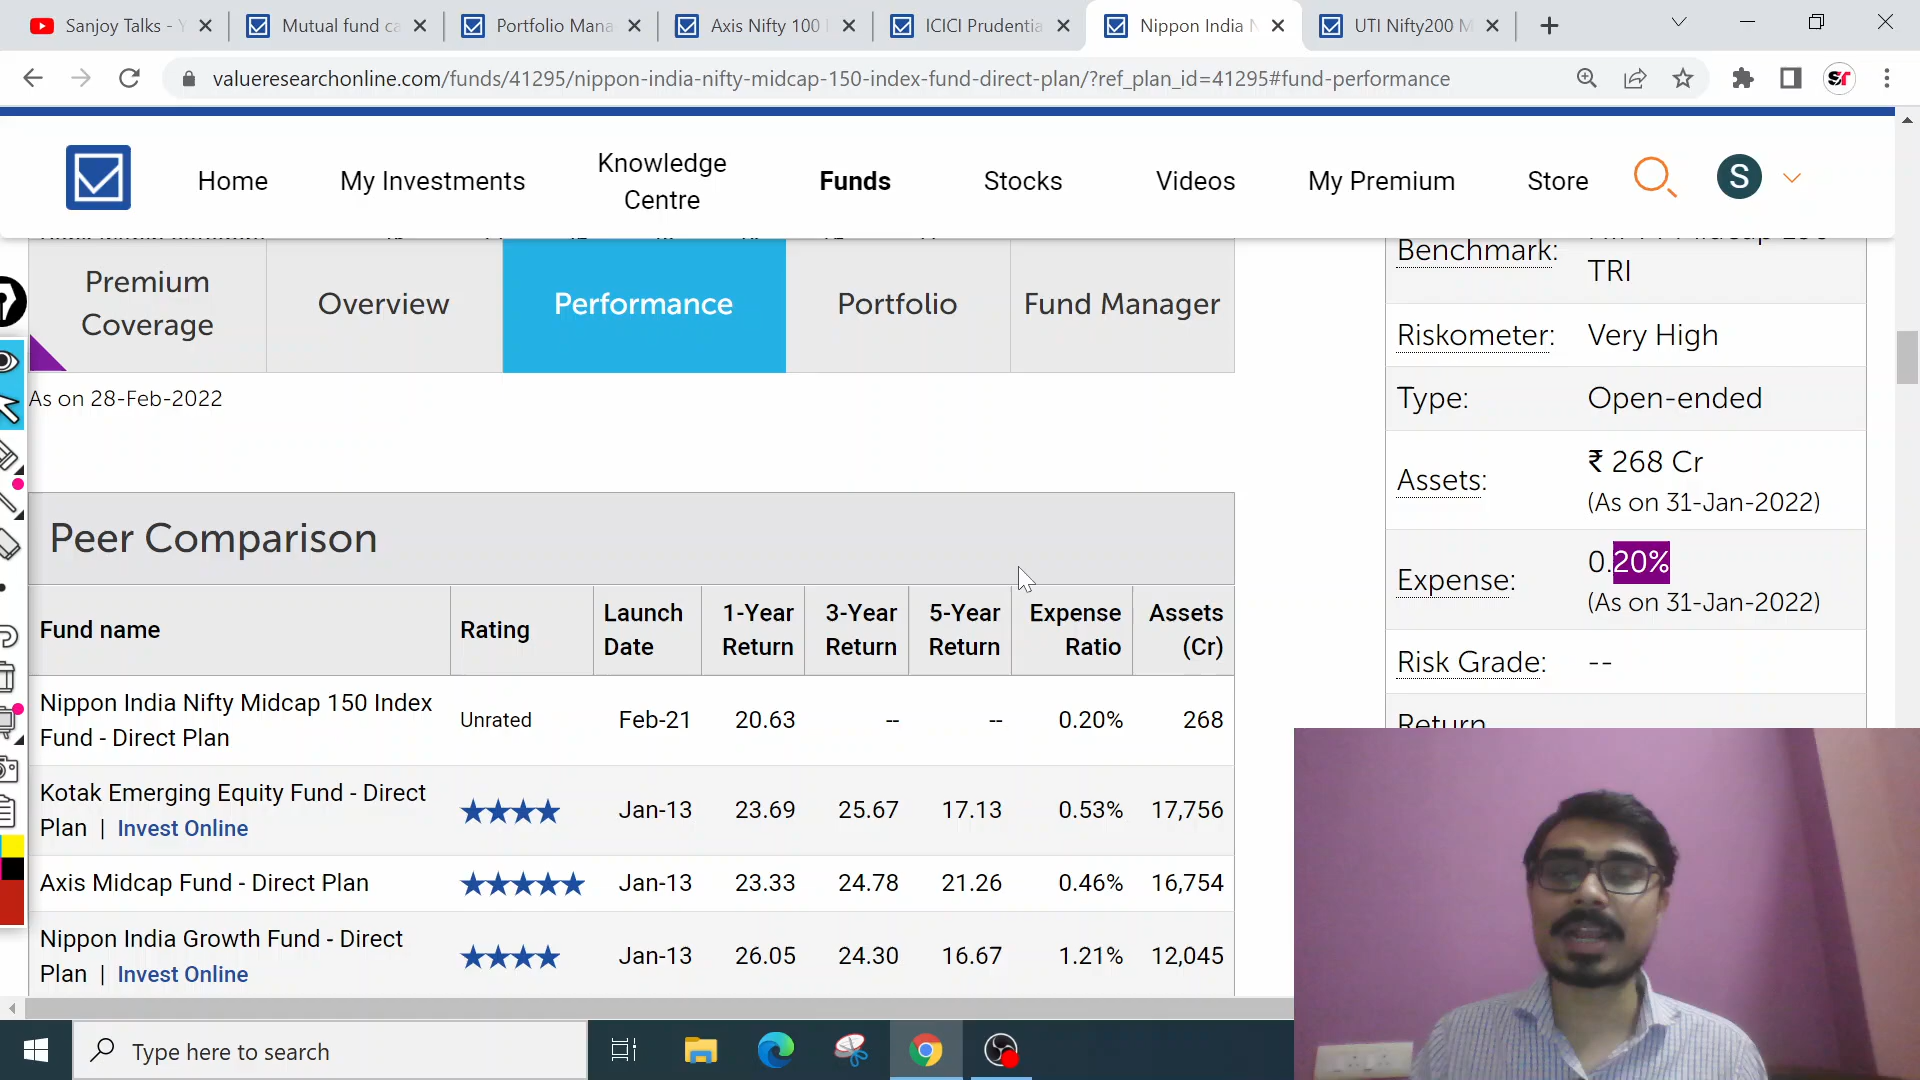 Sanjoy Talks - Y
Mutual fund ca
Portfolio Mana
Axis Nifty 100
ICICI Prudentia
Nippon India N
UTI Nifty200 M
valueresearchonline.com/funds/41295/nippon-india-nifty-midcap-150-index-fund-direct-plan/?ref_plan_id=41295#fund-performance
Home
My Investments
Knowledge
Centre
Funds
Stocks
Videos
My Premium
Store
S
Premium
Coverage
Overview
Performance
Portfolio
Fund Manager
As on 28-Feb-2022
Peer Comparison
Fund name
Rating
Launch
Date
1-Year
Return
3-Year
Return
5-Year
Return
Expense
Ratio
Assets
(Cr)
Nippon India Nifty Midcap 150 Index
Fund - Direct Plan
Unrated
Feb-21
20.63
--
--
0.20%
268
Kotak Emerging Equity Fund - Direct
Plan | Invest Online
Jan-13
23.69
25.67
17.13
0.53%
17,756
Axis Midcap Fund - Direct Plan
Jan-13
23.33
24.78
21.26
0.46%
16,754
Nippon India Growth Fund - Direct
Plan | Invest Online
Jan-13
26.05
24.30
16.67
1.21%
12,045
Benchmark:
TRI
Riskometer:
Very High
Type:
Open-ended
Assets:
₹ 268 Cr
(As on 31-Jan-2022)
Expense:
0.20%
(As on 31-Jan-2022)
Risk Grade:
--
Return
Type here to search